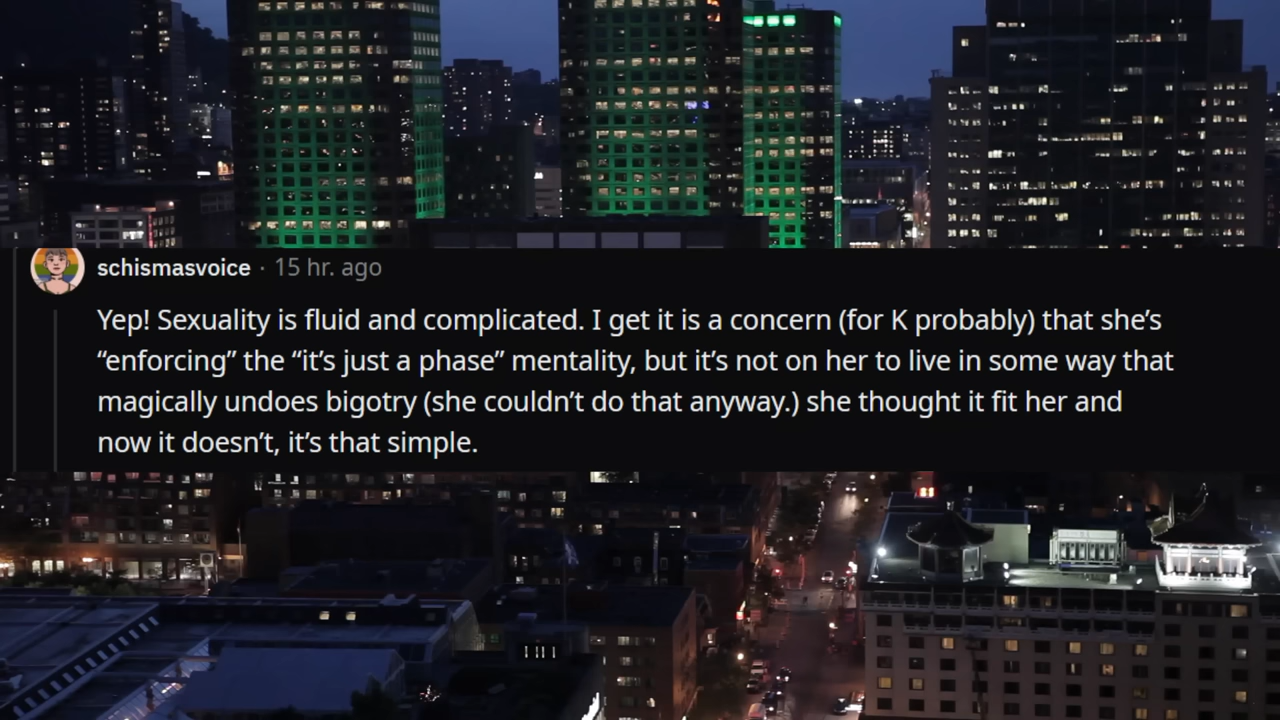 schismasvoice · 15 hr. ago
Yep! Sexuality is fluid and complicated. I get it is a concern (for K probably) that she’s
“enforcing” the “it’s just a phase” mentality, but it’s not on her to live in some way that
magically undoes bigotry (she couldn’t do that anyway.) she thought it fit her and
now it doesn’t, it’s that simple.